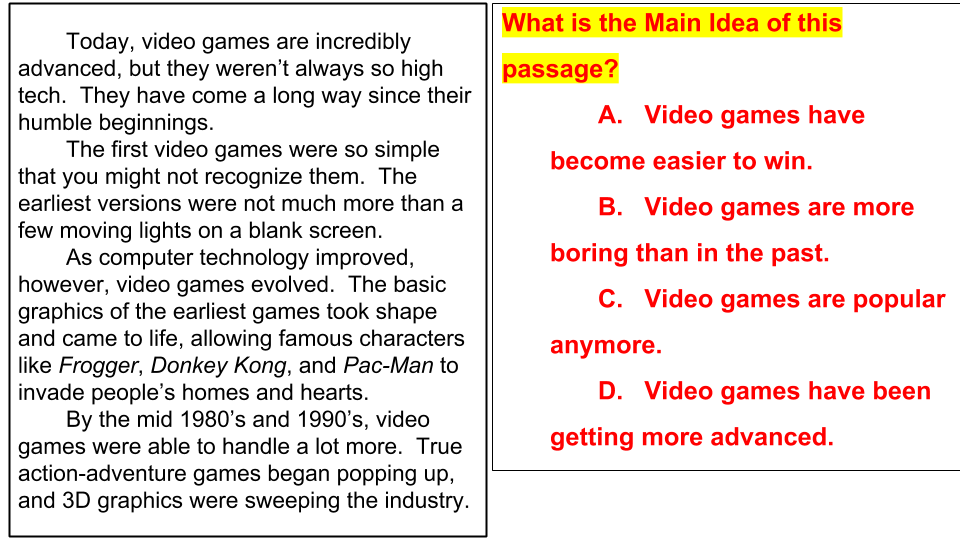 Today, video games are incredibly
advanced, but they weren’t always so high
tech.  They have come a long way since their
humble beginnings.
The first video games were so simple
that you might not recognize them.  The
earliest versions were not much more than a
few moving lights on a blank screen.
As computer technology improved,
however, video games evolved.  The basic
graphics of the earliest games took shape
and came to life, allowing famous characters
like Frogger, Donkey Kong, and Pac-Man to
invade people’s homes and hearts.
By the mid 1980’s and 1990’s, video
games were able to handle a lot more.  True
action-adventure games began popping up,
and 3D graphics were sweeping the industry.
What is the Main Idea of this
passage?
A.   Video games have
become easier to win.
B.   Video games are more
boring than in the past.
C.   Video games are popular
anymore.
D.   Video games have been
getting more advanced.